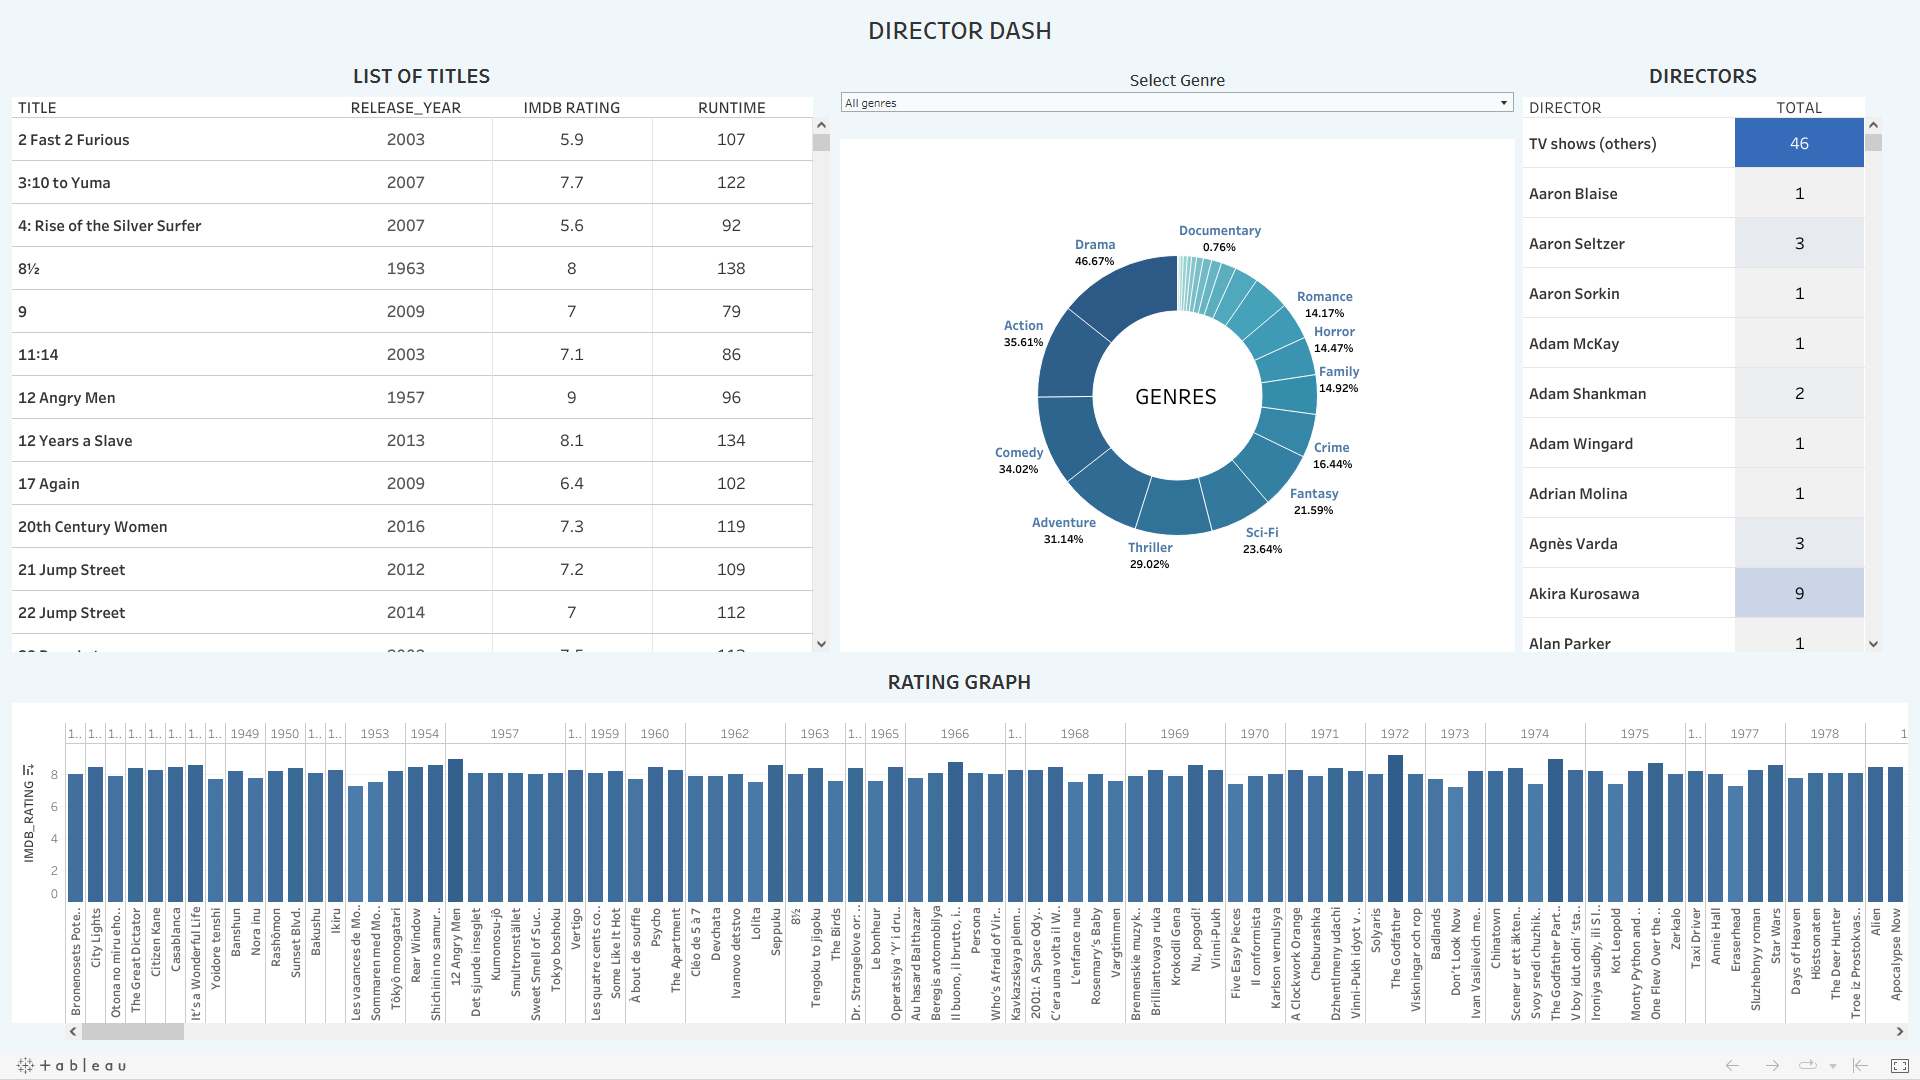 DIRECTOR DASH
LIST OF TITLES
TITLE RELEASE_YEAR IMDB RATING RUNTIME
2 Fast 2 Furious 2003 5.9 107
3:10 to Yuma 2007 7.7 122
4: Rise of the Silver Surfer 2007 5.6 92
8½ 1963 8 138
9 2009 7 79
11:14 2003 7.1 86
12 Angry Men 1957 9 96
12 Years a Slave 2013 8.1 134
17 Again 2009 6.4 102
20th Century Women 2016 7.3 119
21 Jump Street 2012 7.2 109
22 Jump Street 2014 7 112
Select Genre
All genres
Documentary
0.76%
Drama
46.67%
Romance
14.17%
Action
35.61%
Horror
14.47%
Family
14.92%
GENRES
Crime
16.44%
Comedy
34.02%
Fantasy
21.59%
Adventure
31.14%
Sci-Fi
23.64%
Thriller
29.02%
DIRECTORS
DIRECTOR TOTAL
TV shows (others) 46
Aaron Blaise 1
Aaron Seltzer 3
Aaron Sorkin 1
Adam McKay 1
Adam Shankman 2
Adam Wingard 1
Adrian Molina 1
Agnès Varda 3
Akira Kurosawa 9
Alan Parker 1
RATING GRAPH
1.. 1.. 1.. 1.. 1.. 1.. 1.. 1.. 1949 1950 1.. 1.. 1953 1954 1957 1.. 1959 1960 1962 1963 1.. 1965 1966 1.. 1968 1969 1970 1971 1972 1973 1974 1975 1.. 1977 1978 1
IMDB_RATING
8
6
4
2
0
Bronenosets Pote..
City Lights
Otona no miru eho..
The Great Dictator
Citizen Kane
Casablanca
It's a Wonderful Life
Yoidore tenshi
Banshun
Nora inu
Rashômon
Sunset Blvd.
Bakushu
Ikiru
Les vacances de Mo..
Sommaren med Mo..
Tôkyô monogatari
Rear Window
Shichinin no samur..
12 Angry Men
Det sjunde inseglet
Kumonosu-jô
Smultronstället
Sweet Smell of Suc..
Tokyo boshoku
Vertigo
Les quatre cents co..
Some Like It Hot
À bout de souffle
Psycho
The Apartment
Cléo de 5 à 7
Devchata
Ivanovo detstvo
Lolita
Seppuku
8½
Tengoku to jigoku
The Birds
Dr. Strangelove or: ..
Le bonheur
Operatsiya 'Y' i dru..
Au hasard Balthazar
Beregis avtomobilya
Il buono, il brutto, i..
Persona
Who's Afraid of Vir..
Kavkazskaya plenn..
2001: A Space Ody..
C'era una volta il W..
L'enfance nue
Rosemary's Baby
Vargtimmen
Bremenskie muzyk..
Brilliantovaya ruka
Krokodil Gena
Nu, pogodi!
Vinni-Pukh
Five Easy Pieces
Il conformista
Karlson vernulsya
A Clockwork Orange
Cheburashka
Dzhentlmeny udachi
Vinni-Pukh idyot v ..
Solyaris
The Godfather
Viskningar och rop
Badlands
Don't Look Now
Ivan Vasilevich me..
Chinatown
Scener ur ett äkten..
Svoy sredi chuzhik..
The Godfather Part..
V boy idut odni 'sta..
Ironiya sudby, ili S l..
Kot Leopold
Monty Python and ..
One Flew Over the ..
Zerkalo
Taxi Driver
Annie Hall
Eraserhead
Sluzhebnyy roman
Star Wars
Days of Heaven
Höstsonaten
The Deer Hunter
Troe iz Prostokvas..
Alien
Apocalypse Now
+ableau